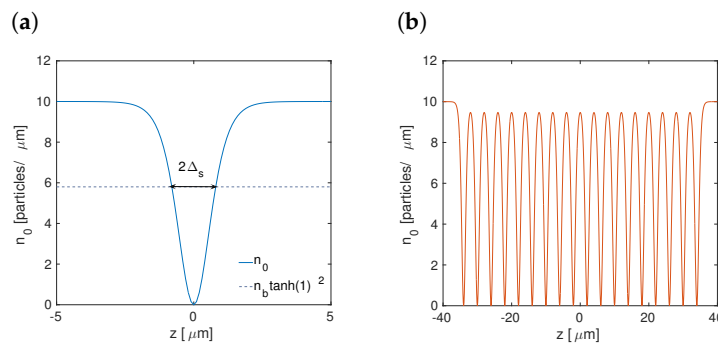 (a)
12
10
8
6
4
2
0
n₀ [particles/ μm]
2Δₛ
n₀
n_b tanh(1) ²
-5
0
5
z [ μm]
(b)
12
10
8
6
4
2
0
n₀ [particles/ μm]
-40
-20
0
20
40
z [ μm]